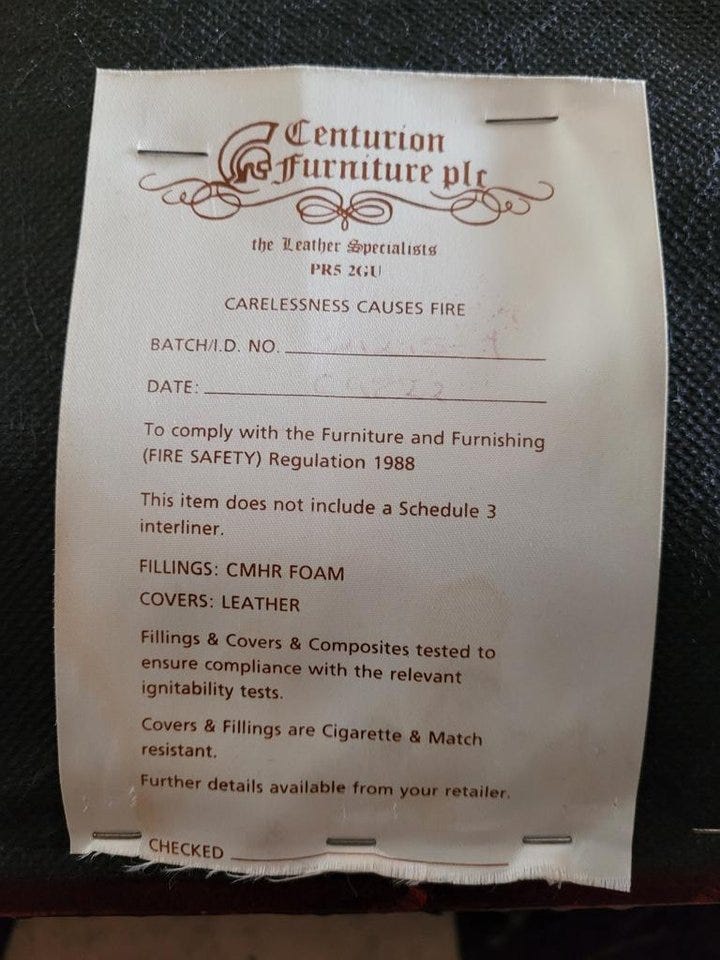 Centurion
Furniture plc
the Leather Specialists
PR5 2GU
CARELESSNESS CAUSES FIRE
BATCH/I.D. NO.
DATE:
To comply with the Furniture and Furnishing
(FIRE SAFETY) Regulation 1988
This item does not include a Schedule 3
interliner.
FILLINGS: CMHR FOAM
COVERS: LEATHER
Fillings & Covers & Composites tested to
ensure compliance with the relevant
ignitability tests.
Covers & Fillings are Cigarette & Match
resistant.
Further details available from your retailer.
CHECKED